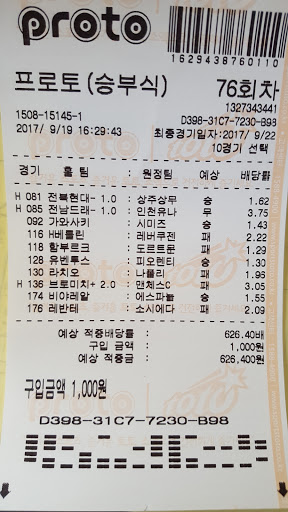 proto
1629438760110
프로토(승부식) 76회차
1327343441
1508-15145-1 D398-31C7-7230-B98
2017/ 9/19 16:29:43 최종경기일자:2017/ 9/22
10경기 선택
경기 홈 팀 : 원정팀 예상 배당률
H 081 전북현대- 1.0 : 상주상무 승 1.62
H 085 전남드래- 1.0 : 인천유나 무 3.75
092 가와사키 : 시미즈 승 1.43
116 H베를린 : 레버쿠젠 패 2.22
118 함부르크 : 도르트문 패 1.29
128 유벤투스 : 피오렌티 승 1.30
130 라치오 : 나폴리 패 1.95
H 136 브로미치+ 2.0 : 맨체스C 패 3.05
174 비야레알 : 에스파뇰 승 1.55
176 레반테 : 소시에다 패 2.09
예상 적중배당률 : 626.40배
구입 금액 : 1,000원
예상 적중금 : 626,400원
구입금액 1,000원
D398-31C7-7230-B98